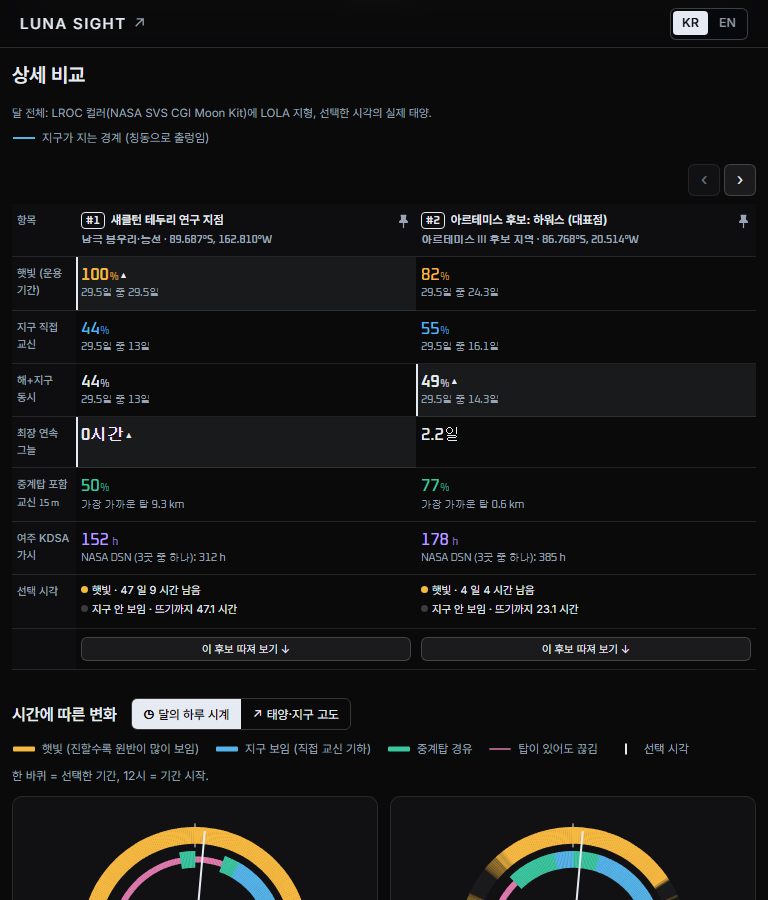 LUNA SIGHT ↗
KR EN
상세 비교
달 전체: LROC 컬러(NASA SVS CGI Moon Kit)에 LOLA 지형, 선택한 시각의 실제 태양.
지구가 지는 경계 (칭동으로 출렁임)
‹ ›
항목 #1 섀클턴 테두리 연구 지점 #2 아르테미스 후보: 하워스 (대표점)
남극 봉우리·능선 · 89.687°S, 162.810°W 아르테미스 III 후보 지역 · 86.768°S, 20.514°W
햇빛 (운용 기간) 100% ▲ 82%
29.5일 중 29.5일 29.5일 중 24.3일
지구 직접 교신 44% 55%
29.5일 중 13일 29.5일 중 16.1일
해+지구 동시 44% 49% ▲
29.5일 중 13일 29.5일 중 14.3일
최장 연속 그늘 0시간 ▲ 2.2일
중계탑 포함 교신 15 m 50% 77%
가장 가까운 탑 9.3 km 가장 가까운 탑 0.6 km
여주 KDSA 가시 152 h 178 h
NASA DSN (3곳 중 하나): 312 h NASA DSN (3곳 중 하나): 385 h
선택 시각 햇빛 · 47 일 9 시간 남음 햇빛 · 4 일 4 시간 남음
지구 안 보임 · 뜨기까지 47.1 시간 지구 안 보임 · 뜨기까지 23.1 시간
이 후보 따져 보기 ↓ 이 후보 따져 보기 ↓
시간에 따른 변화 달의 하루 시계 ↗ 태양·지구 고도
햇빛 (진할수록 원반이 많이 보임) 지구 보임 (직접 교신 기하) 중계탑 경유 탑이 있어도 끊김 선택 시각
한 바퀴 = 선택한 기간, 12시 = 기간 시작.